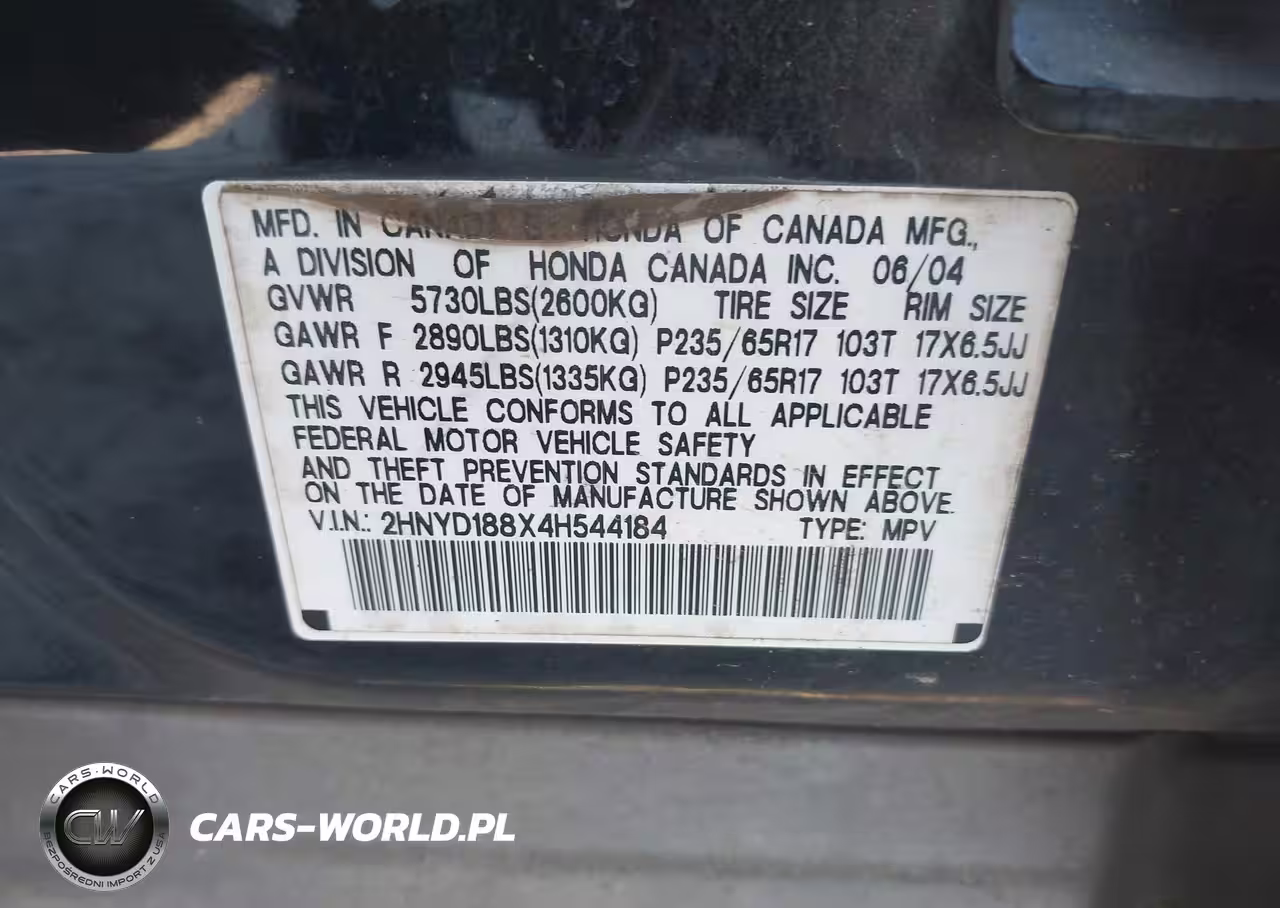 MFD. IN CANADA BY HONDA OF CANADA MFG.,
A DIVISION OF HONDA CANADA INC. 06/04
GVWR 5730LBS(2600KG) TIRE SIZE RIM SIZE
GAWR F 2890LBS(1310KG) P235/65R17 103T 17X6.5JJ
GAWR R 2945LBS(1335KG) P235/65R17 103T 17X6.5JJ
THIS VEHICLE CONFORMS TO ALL APPLICABLE
FEDERAL MOTOR VEHICLE SAFETY
AND THEFT PREVENTION STANDARDS IN EFFECT
ON THE DATE OF MANUFACTURE SHOWN ABOVE.
V.I.N.: 2HNYD188X4H544184 TYPE: MPV
CARS-WORLD
CW
BEZPOŚREDNI IMPORT Z USA
CARS-WORLD.PL